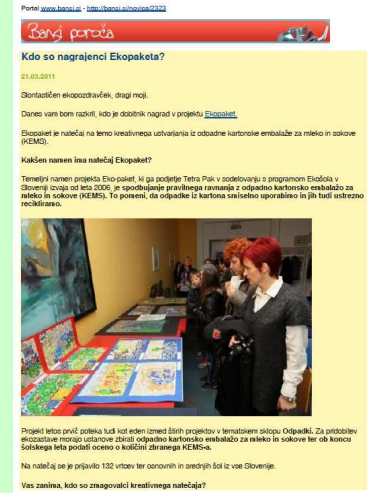 Portal www.bansi.si - http://bansi.si/novisa/2323
Bansi poroča
Kdo so nagrajenci Ekopaketa?
21.03.2011
Slontastičen ekopozdravček, dragi moji.
Danes vam bom razkril, kdo je dobitnik nagrad v projektu Ekopaket.
Ekopaket je natečaj na temo kreativnega ustvarjanja iz odpadne kartonske embalaže za mleko in sokove
(KEMS).
Kakšen namen ima natečaj Ekopaket?
Temeljni namen projekta Eko-paket, ki ga podjetje Tetra Pak v sodelovanju s programom Ekošola v
Sloveniji izvaja od leta 2006, je spodbujanje pravilnega ravnanja z odpadno kartonsko embalažo za
mleko in sokove (KEMS). To pomeni, da odpadke iz kartona smiselno uporabimo in jih tudi ustrezno
recikliramo.
Projekt letos prvič poteka tudi kot eden izmed štirih projektov v tematskem sklopu Odpadki. Za pridobitev
ekozastave morajo ustanove zbirati odpadno kartonsko embalažo za mleko in sokove ter ob koncu
šolskega leta podati oceno o količini zbranega KEMS-a.
Na natečaj se je prijavilo 132 vrtcev ter osnovnih in srednjih šol iz vse Slovenije.
Vas zanima, kdo so zmagovalci kreativnega natečaja?